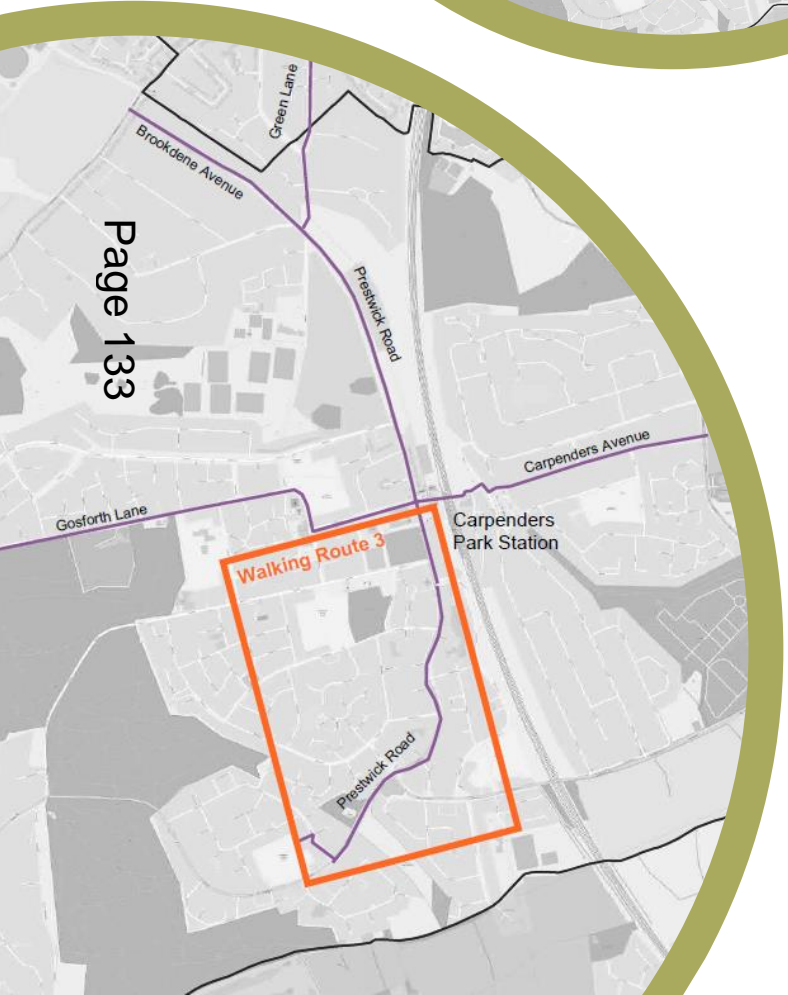 Green Lane
Brookdene Avenue
Page 133
Prestwick Road
Carpenders Avenue
Gosforth Lane
Carpenders
Park Station
Walking Route 3
Prestwick Road